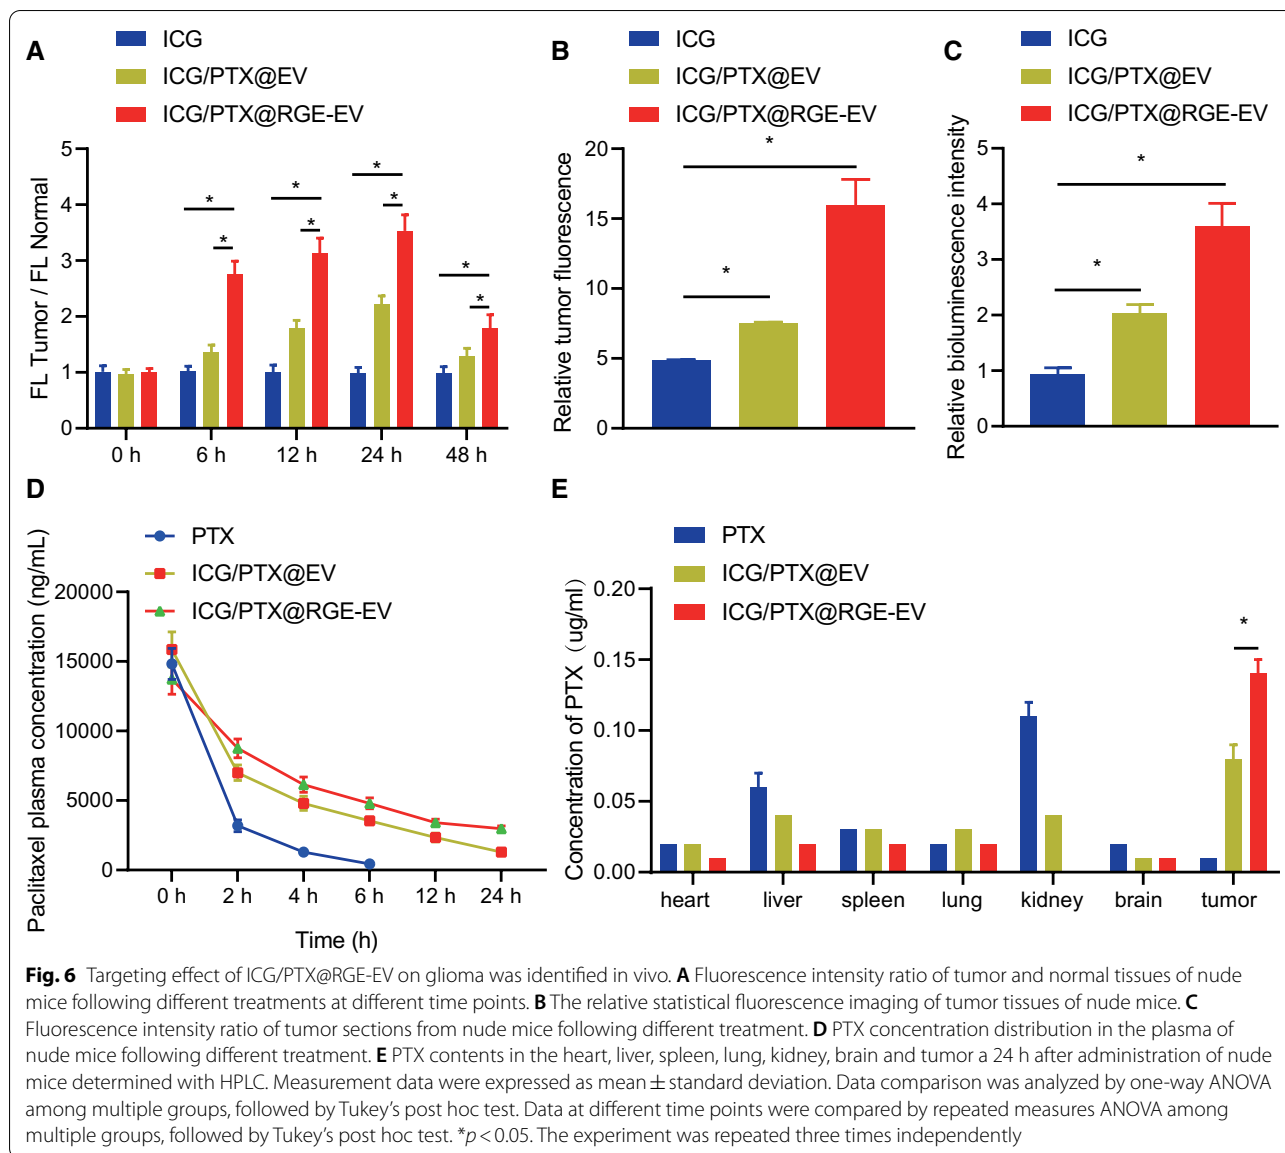 A
ICG
ICG/PTX@EV
ICG/PTX@RGE-EV
FL Tumor / FL Normal
5
4
3
2
1
0
* * * * * * * *
0 h 6 h 12 h 24 h 48 h
B
ICG
ICG/PTX@EV
ICG/PTX@RGE-EV
Relative tumor fluorescence
20
15
10
5
0
*
*
C
ICG
ICG/PTX@EV
ICG/PTX@RGE-EV
Relative bioluminescence intensity
5
4
3
2
1
0
*
*
D
PTX
ICG/PTX@EV
ICG/PTX@RGE-EV
Paclitaxel plasma concentration (ng/mL)
20000
15000
10000
5000
0
0 h 2 h 4 h 6 h 12 h 24 h
Time (h)
E
PTX
ICG/PTX@EV
ICG/PTX@RGE-EV
Concentration of PTX（ug/ml)
0.20
0.15
0.10
0.05
0.00
*
heart liver spleen lung kidney brain tumor
Fig. 6 Targeting effect of ICG/PTX@RGE-EV on glioma was identified in vivo. A Fluorescence intensity ratio of tumor and normal tissues of nude
mice following different treatments at different time points. B The relative statistical fluorescence imaging of tumor tissues of nude mice. C
Fluorescence intensity ratio of tumor sections from nude mice following different treatment. D PTX concentration distribution in the plasma of
nude mice following different treatment. E PTX contents in the heart, liver, spleen, lung, kidney, brain and tumor a 24 h after administration of nude
mice determined with HPLC. Measurement data were expressed as mean ± standard deviation. Data comparison was analyzed by one-way ANOVA
among multiple groups, followed by Tukey's post hoc test. Data at different time points were compared by repeated measures ANOVA among
multiple groups, followed by Tukey's post hoc test. *p < 0.05. The experiment was repeated three times independently